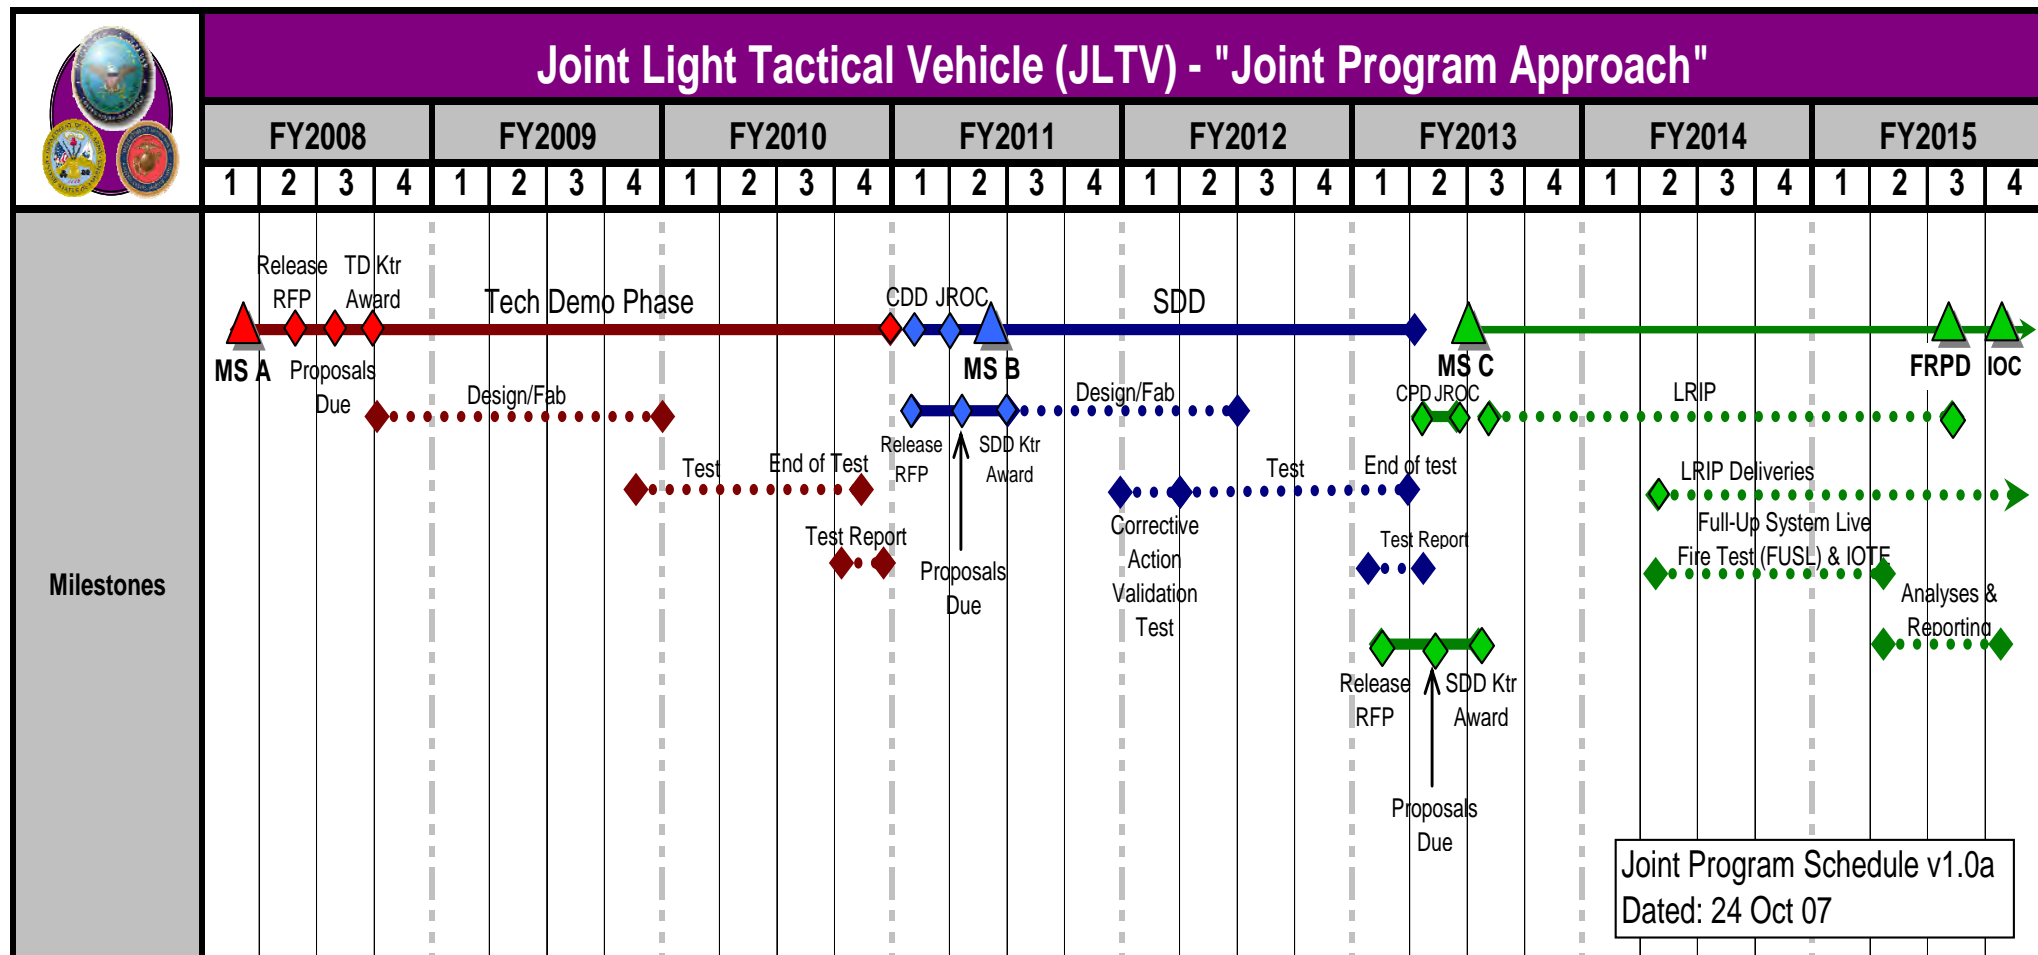 Joint Light Tactical Vehicle (JLTV) - "Joint Program Approach"
FY2008 FY2009 FY2010 FY2011 FY2012 FY2013 FY2014 FY2015
1 2 3 4 1 2 3 4 1 2 3 4 1 2 3 4 1 2 3 4 1 2 3 4 1 2 3 4 1 2 3 4
Milestones
Release
RFP
TD Ktr
Award
Tech Demo Phase
CDD JROC
SDD
MS A
Proposals
Due
MS B
MS C
FRPD
IOC
Design/Fab
Design/Fab
CPD JROC
LRIP
Release
RFP
SDD Ktr
Award
Test
End of Test
Test
End of test
LRIP Deliveries
Test Report
Proposals
Due
Corrective
Action
Validation
Test
Test Report
Full-Up System Live
Fire Test (FUSL) & IOTE
Analyses &
Reporting
Release
RFP
SDD Ktr
Award
Proposals
Due
Joint Program Schedule v1.0a
Dated: 24 Oct 07